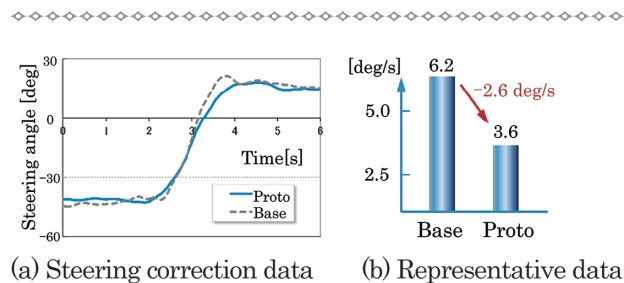 30
0
−30
−60
Steering angle [deg]
0 1 2 3 4 5 6
Time[s]
Proto
Base
(a) Steering correction data
[deg/s]
5.0
2.5
6.2
−2.6 deg/s
3.6
Base Proto
(b) Representative data